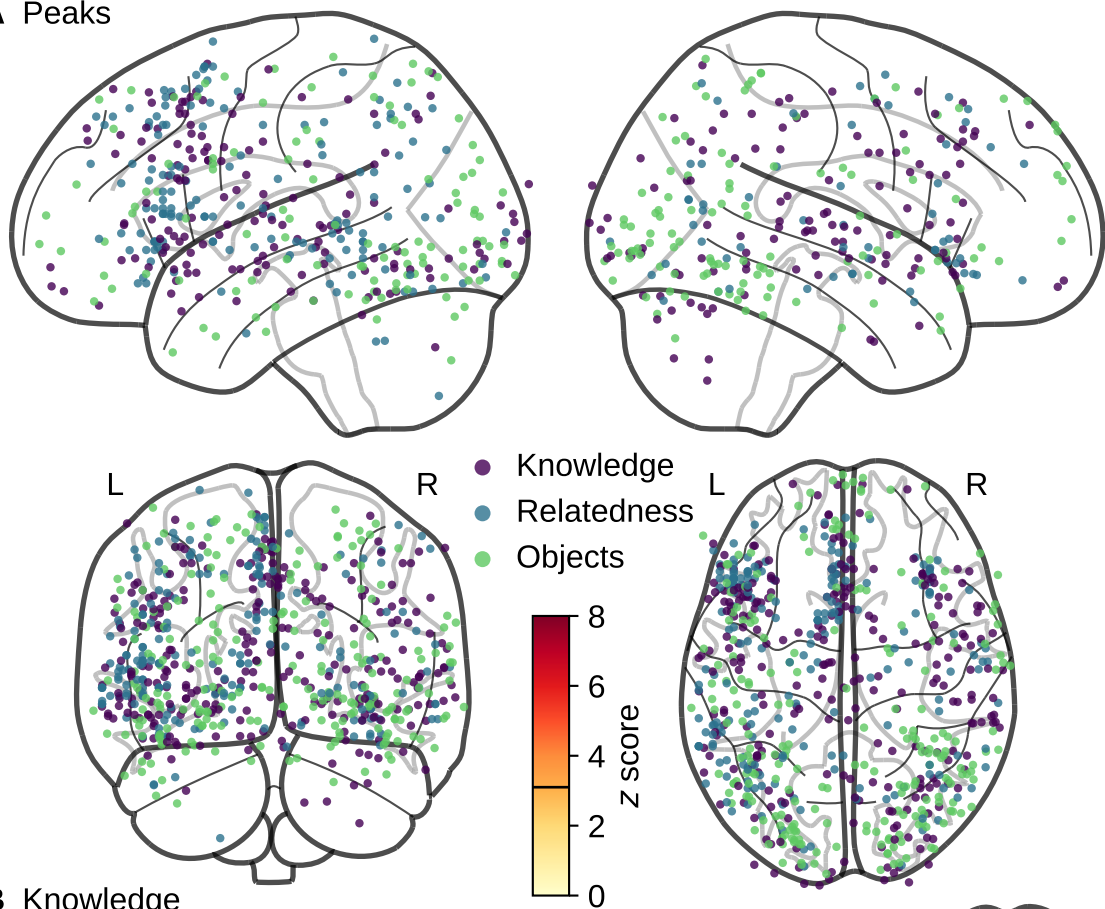 Peaks
L
R
Knowledge
Relatedness
Objects
L
R
8
6
4
2
0
z score
Knowledge